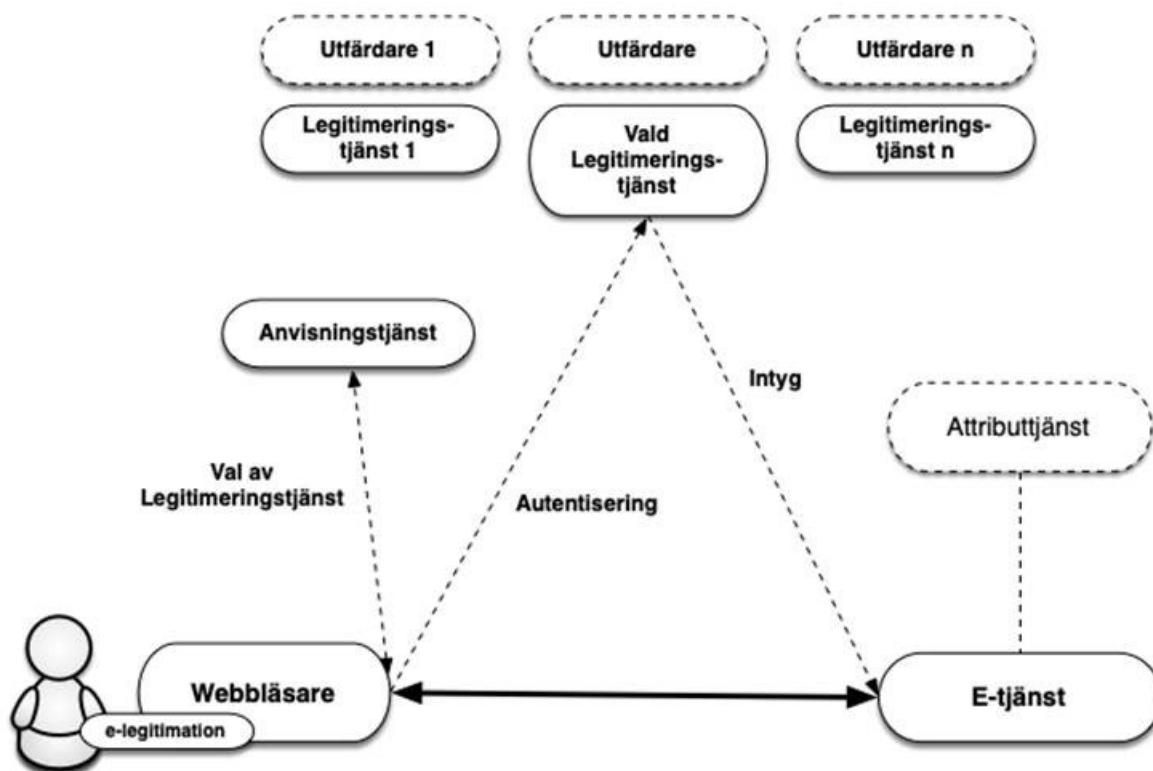 Utfärdare 1
Utfärdare
Utfärdare n
Legitimerings-
tjänst 1
Vald
Legitimerings-
tjänst
Legitimerings-
tjänst n
Anvisningstjänst
Intyg
Attributtjänst
Val av
Legitimeringstjänst
Autentisering
Webbläsare
e-legitimation
E-tjänst